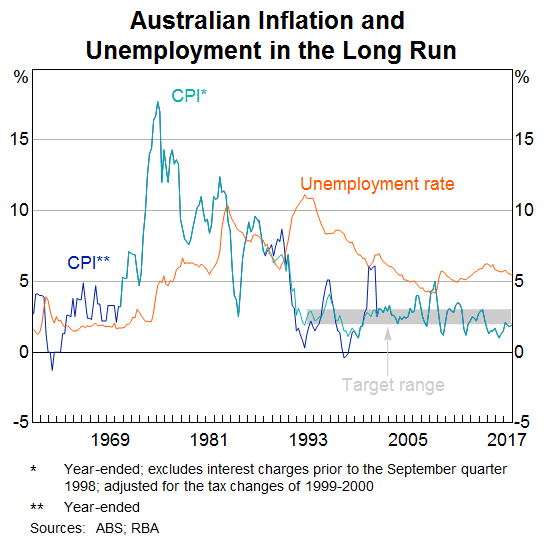 Australian Inflation and
Unemployment in the Long Run
% %
CPI*
15 15
Unemployment rate
10 10
CPI**
5 5
0 0
Target range
-5 -5
1969 1981 1993 2005 2017
* Year-ended; excludes interest charges prior to the September quarter
1998; adjusted for the tax changes of 1999-2000
** Year-ended
Sources: ABS; RBA